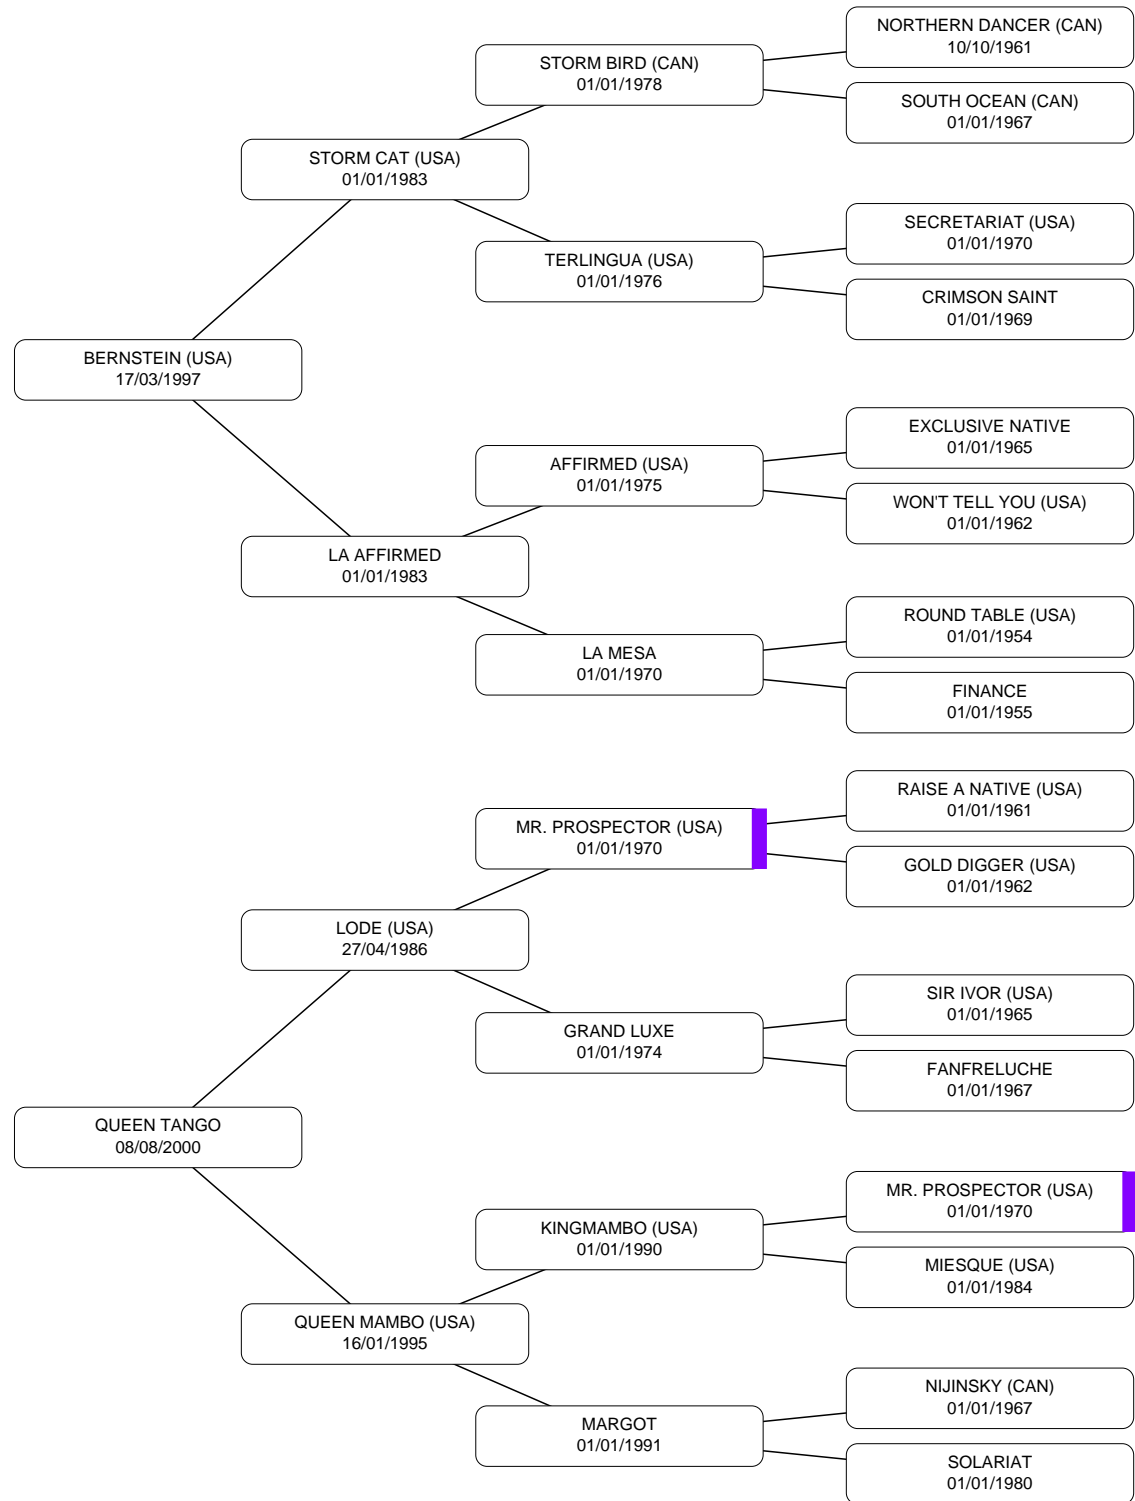 NORTHERN DANCER (CAN)
10/10/1961
STORM BIRD (CAN)
01/01/1978
SOUTH OCEAN (CAN)
01/01/1967
STORM CAT (USA)
01/01/1983
SECRETARIAT (USA)
01/01/1970
TERLINGUA (USA)
01/01/1976
CRIMSON SAINT
01/01/1969
BERNSTEIN (USA)
17/03/1997
EXCLUSIVE NATIVE
01/01/1965
AFFIRMED (USA)
01/01/1975
WON'T TELL YOU (USA)
01/01/1962
LA AFFIRMED
01/01/1983
ROUND TABLE (USA)
01/01/1954
LA MESA
01/01/1970
FINANCE
01/01/1955
RAISE A NATIVE (USA)
01/01/1961
MR. PROSPECTOR (USA)
01/01/1970
GOLD DIGGER (USA)
01/01/1962
LODE (USA)
27/04/1986
SIR IVOR (USA)
01/01/1965
GRAND LUXE
01/01/1974
FANFRELUCHE
01/01/1967
QUEEN TANGO
08/08/2000
MR. PROSPECTOR (USA)
01/01/1970
KINGMAMBO (USA)
01/01/1990
MIESQUE (USA)
01/01/1984
QUEEN MAMBO (USA)
16/01/1995
NIJINSKY (CAN)
01/01/1967
MARGOT
01/01/1991
SOLARIAT
01/01/1980